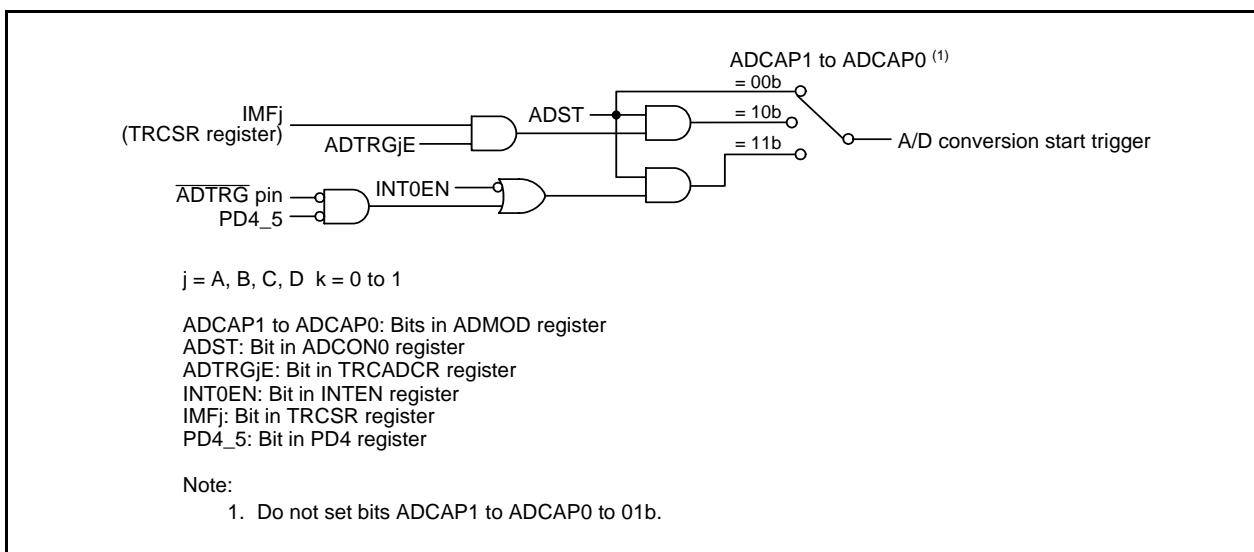 ADCAP1 to ADCAP0 (1)
= 00b
IMFj
(TRCSR register)
ADST
= 10b
A/D conversion start trigger
ADTRGjE
= 11b
ADTRG pin
INT0EN
PD4_5
j = A, B, C, D k = 0 to 1
ADCAP1 to ADCAP0: Bits in ADMOD register
ADST: Bit in ADCON0 register
ADTRGjE: Bit in TRCADCR register
INT0EN: Bit in INTEN register
IMFj: Bit in TRCSR register
PD4_5: Bit in PD4 register
Note:
1. Do not set bits ADCAP1 to ADCAP0 to 01b.